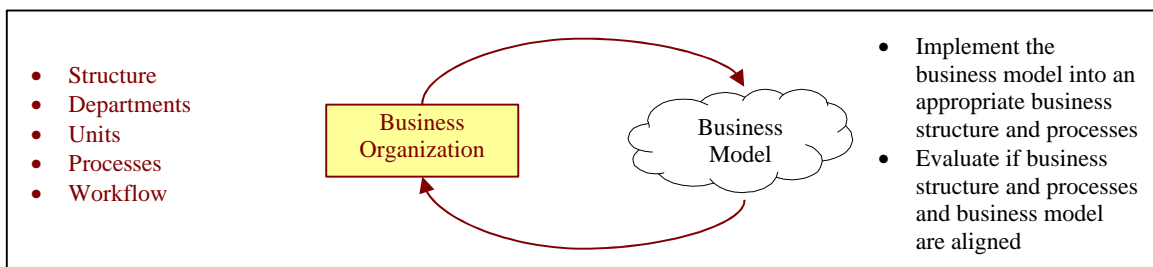 • Structure
• Departments
• Units
• Processes
• Workflow
Business
Organization
Business
Model
• Implement the
business model into an
appropriate business
structure and processes
• Evaluate if business
structure and processes
and business model
are aligned